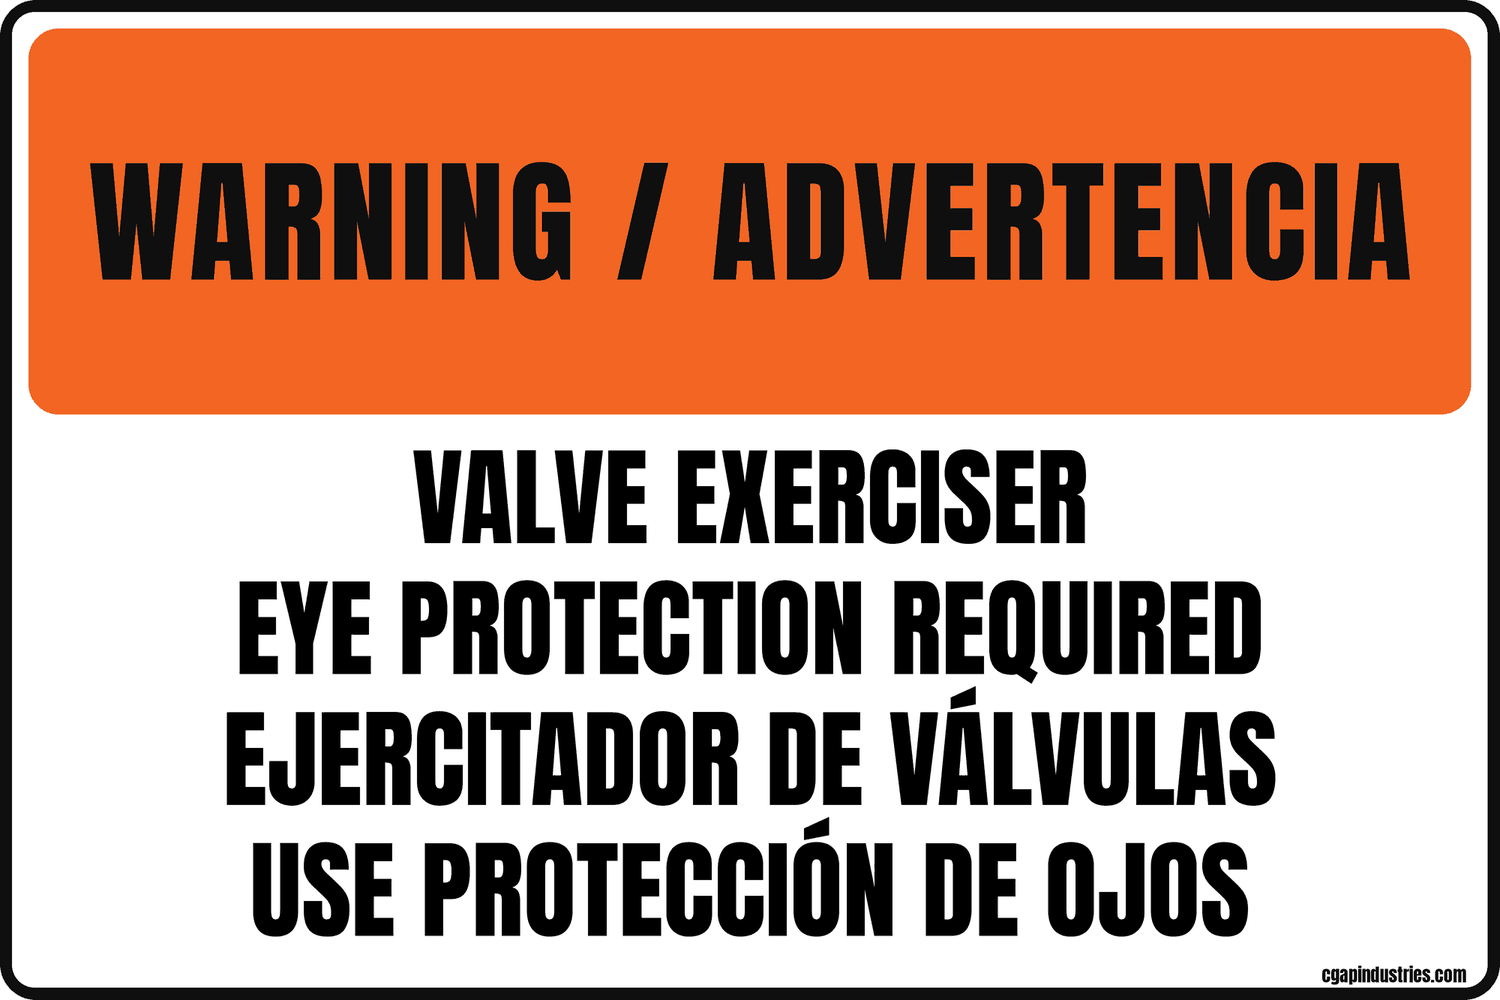 WARNING / ADVERTENCIA
VALVE EXERCISER
EYE PROTECTION REQUIRED
EJERCITADOR DE VÁLVULAS
USE PROTECCIÓN DE OJOS
cgapindustries.com